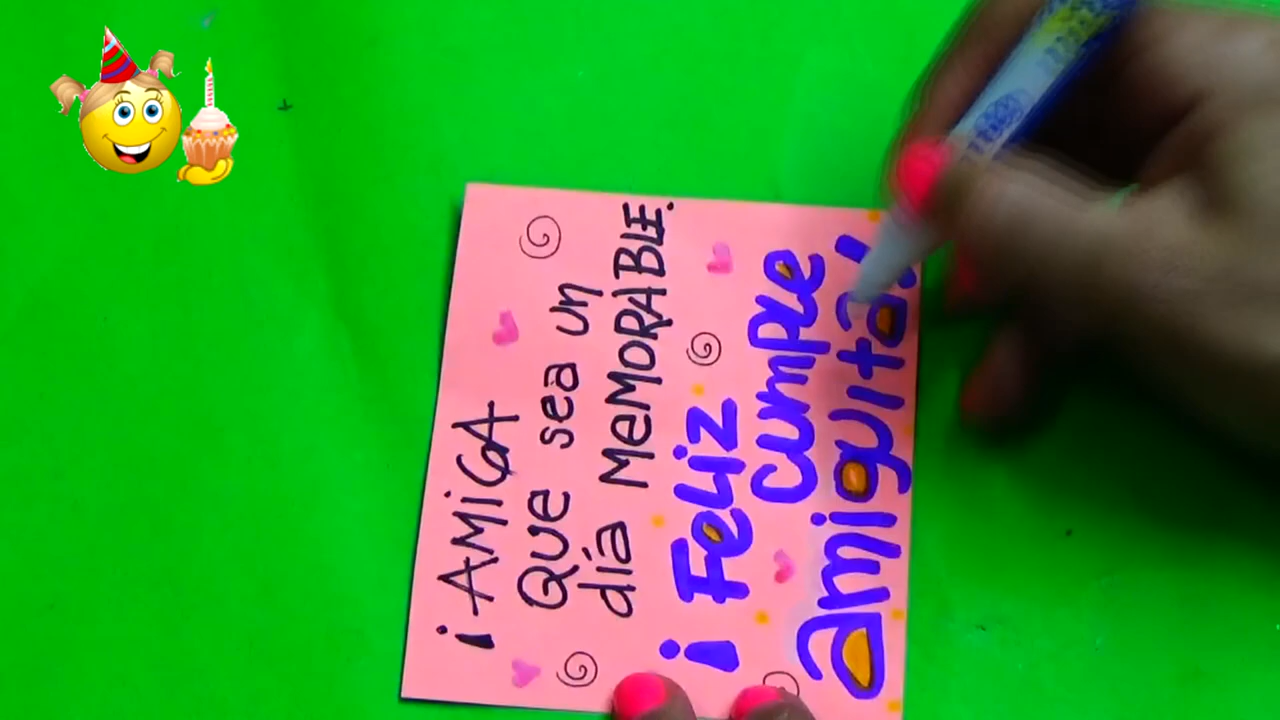 ¡AMiGA
QUE sea un
día MeMORABLE.
¡Feliz
cumple
amiguita!